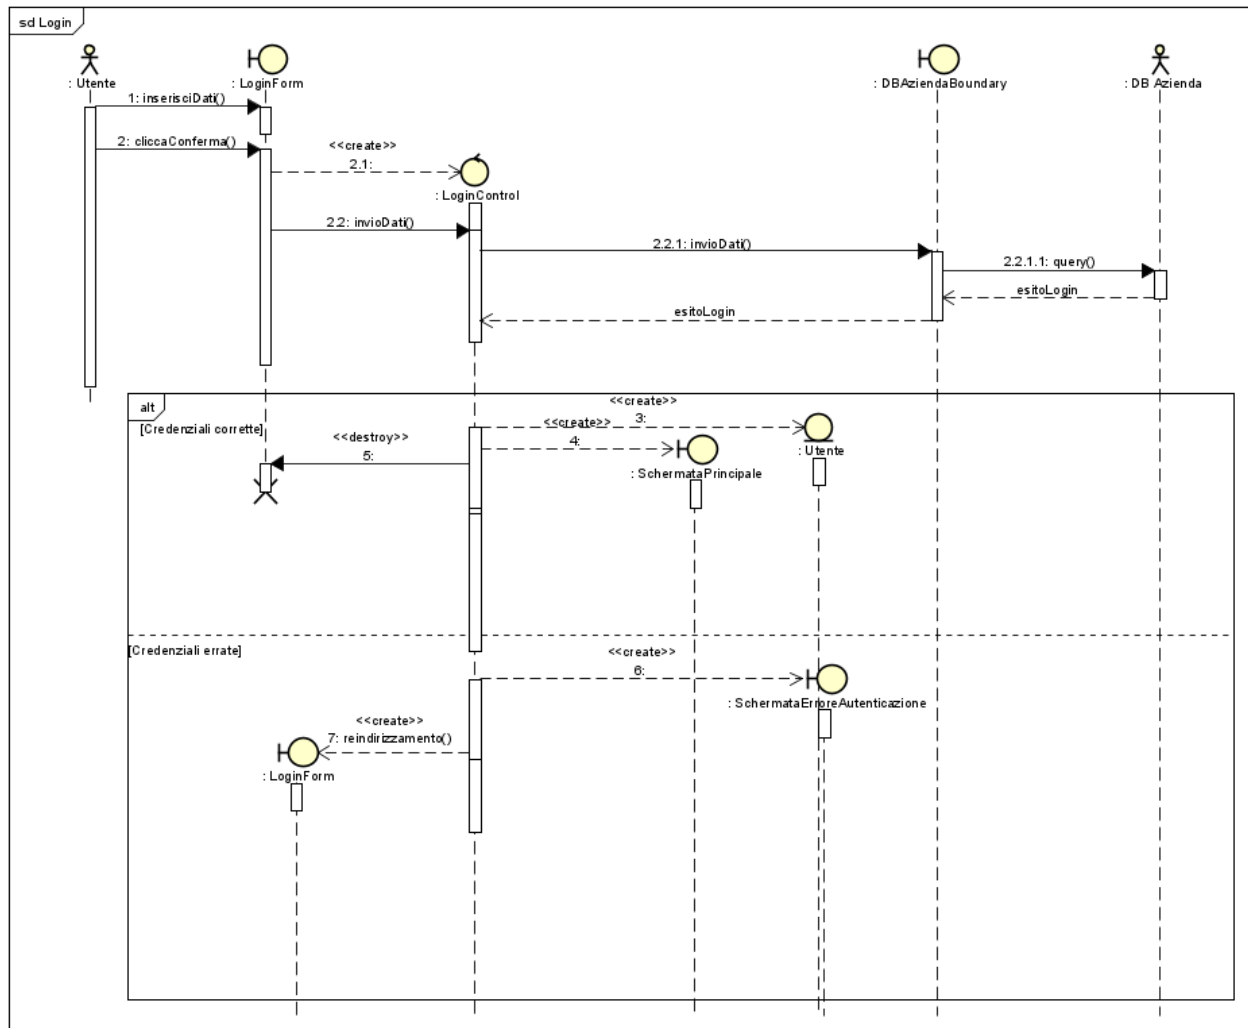 sd Login
: Utente
: LoginForm
: DBAziendaBoundary
: DB Azienda
1: inserisciDati()
2: cliccaConferma()
<<create>>
2.1:
: LoginControl
2.2: invioDati()
2.2.1: invioDati()
2.2.1.1: query()
esitoLogin
esitoLogin
alt
[Credenziali corrette]
<<create>>
3:
<<create>>
4:
<<destroy>>
5:
: Utente
: SchermataPrincipale
[Credenziali errate]
<<create>>
6:
: SchermataErroreAutenticazione
<<create>>
7: reindirizzamento()
: LoginForm